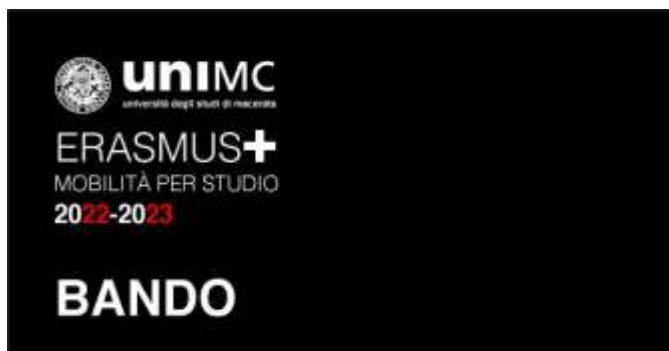 uniMC
università degli studi di macerata
ERASMUS+
MOBILITÀ PER STUDIO
2022-2023
BANDO